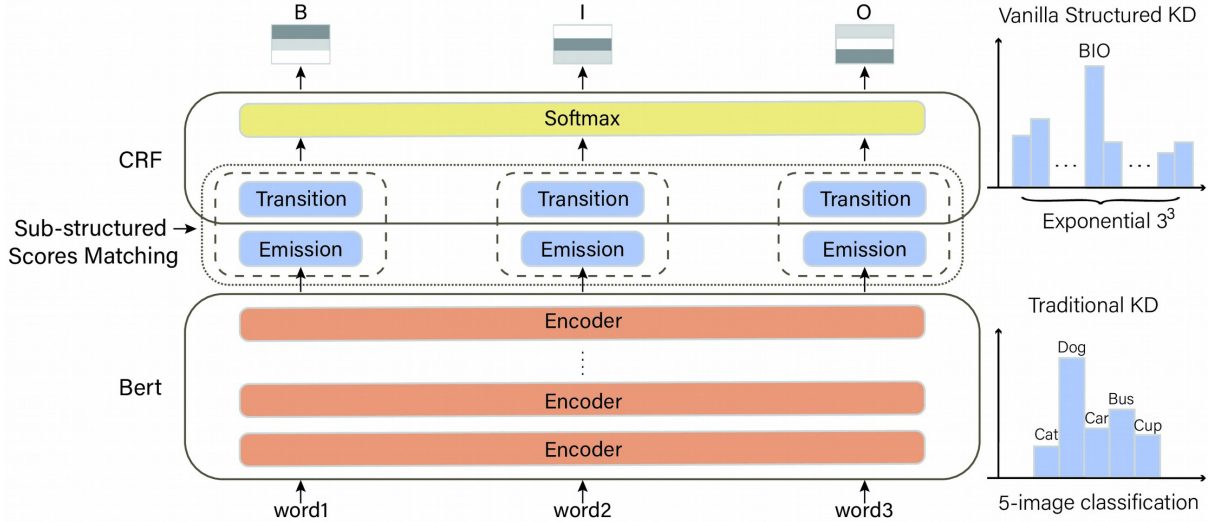 B I O
Softmax
CRF
Transition Transition Transition
Sub-structured
Scores Matching
Emission Emission Emission
Encoder
Bert
Encoder
Encoder
word1 word2 word3
Vanilla Structured KD
BIO
... ...
Exponential 3³
Traditional KD
Dog
Bus
Car
Cat
Cup
5-image classification